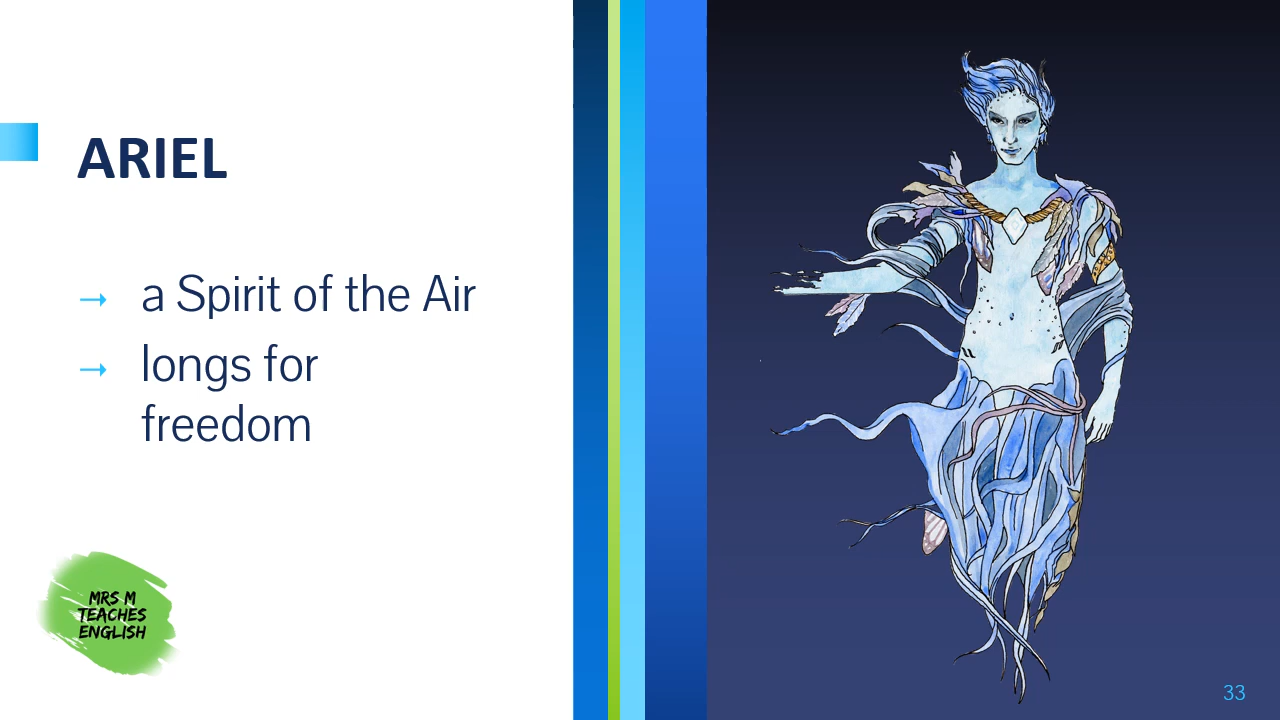 ARIEL
→ a Spirit of the Air
→ longs for
freedom
MRS M
TEACHES
ENGLISH
33